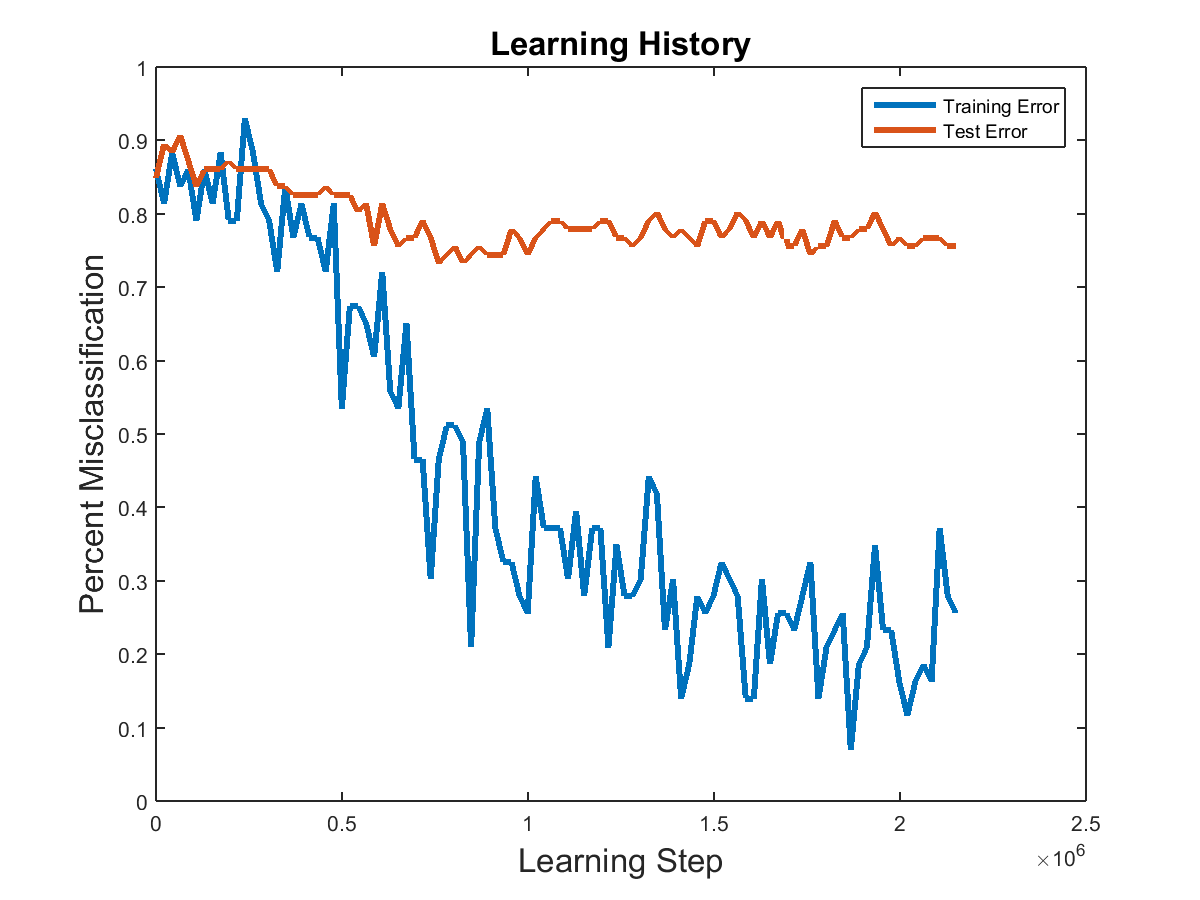 Learning History
Training Error
Test Error
Percent Misclassification
1
0.9
0.8
0.7
0.6
0.5
0.4
0.3
0.2
0.1
0
0 0.5 1 1.5 2 2.5
×10⁶
Learning Step